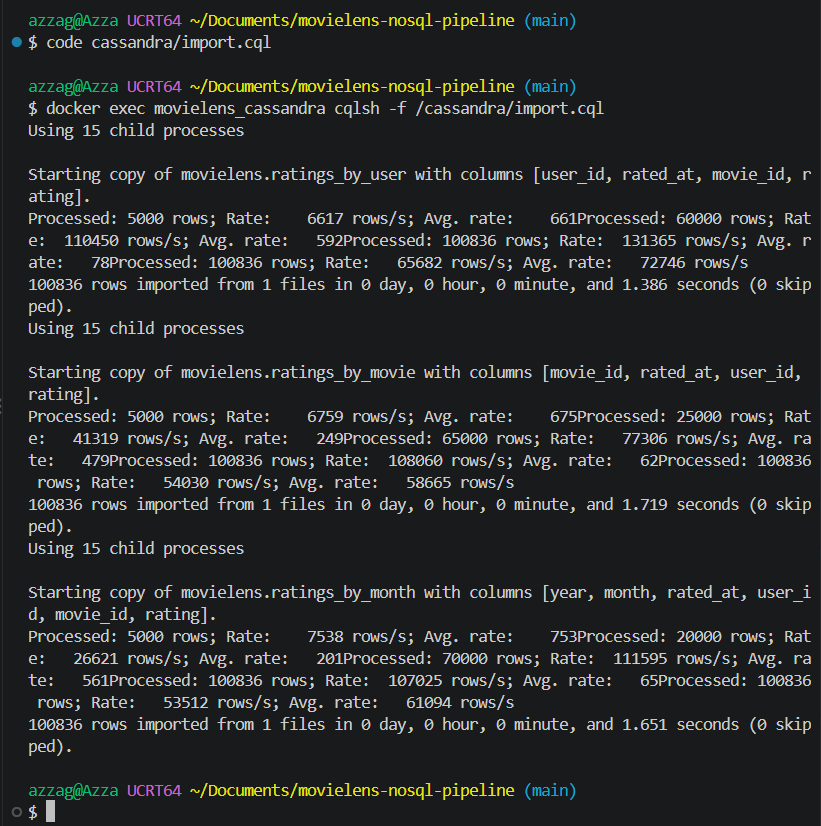 azzag@Azza UCRT64 ~/Documents/movielens-nosql-pipeline (main)
$ code cassandra/import.cql
azzag@Azza UCRT64 ~/Documents/movielens-nosql-pipeline (main)
$ docker exec movielens_cassandra cqlsh -f /cassandra/import.cql
Using 15 child processes
Starting copy of movielens.ratings_by_user with columns [user_id, rated_at, movie_id, r
ating].
Processed: 5000 rows; Rate:    6617 rows/s; Avg. rate:    661Processed: 60000 rows; Rat
e:  110450 rows/s; Avg. rate:   592Processed: 100836 rows; Rate:  131365 rows/s; Avg. r
ate:   78Processed: 100836 rows; Rate:   65682 rows/s; Avg. rate:   72746 rows/s
100836 rows imported from 1 files in 0 day, 0 hour, 0 minute, and 1.386 seconds (0 skip
ped).
Using 15 child processes
Starting copy of movielens.ratings_by_movie with columns [movie_id, rated_at, user_id,
rating].
Processed: 5000 rows; Rate:    6759 rows/s; Avg. rate:    675Processed: 25000 rows; Rat
e:   41319 rows/s; Avg. rate:   249Processed: 65000 rows; Rate:   77306 rows/s; Avg. ra
te:   479Processed: 100836 rows; Rate:  108060 rows/s; Avg. rate:   62Processed: 100836
 rows; Rate:   54030 rows/s; Avg. rate:   58665 rows/s
100836 rows imported from 1 files in 0 day, 0 hour, 0 minute, and 1.719 seconds (0 skip
ped).
Using 15 child processes
Starting copy of movielens.ratings_by_month with columns [year, month, rated_at, user_i
d, movie_id, rating].
Processed: 5000 rows; Rate:    7538 rows/s; Avg. rate:    753Processed: 20000 rows; Rat
e:   26621 rows/s; Avg. rate:   201Processed: 70000 rows; Rate:  111595 rows/s; Avg. ra
te:   561Processed: 100836 rows; Rate:  107025 rows/s; Avg. rate:   65Processed: 100836
 rows; Rate:   53512 rows/s; Avg. rate:   61094 rows/s
100836 rows imported from 1 files in 0 day, 0 hour, 0 minute, and 1.651 seconds (0 skip
ped).
azzag@Azza UCRT64 ~/Documents/movielens-nosql-pipeline (main)
$